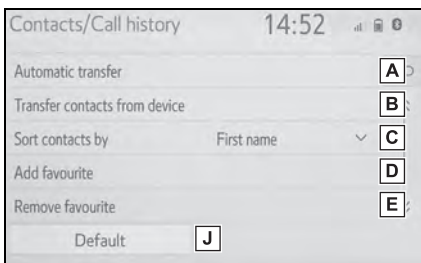 Contacts/Call history 14:52
Automatic transfer A
Transfer contacts from device B
Sort contacts by First name C
Add favourite D
Remove favourite E
Default J